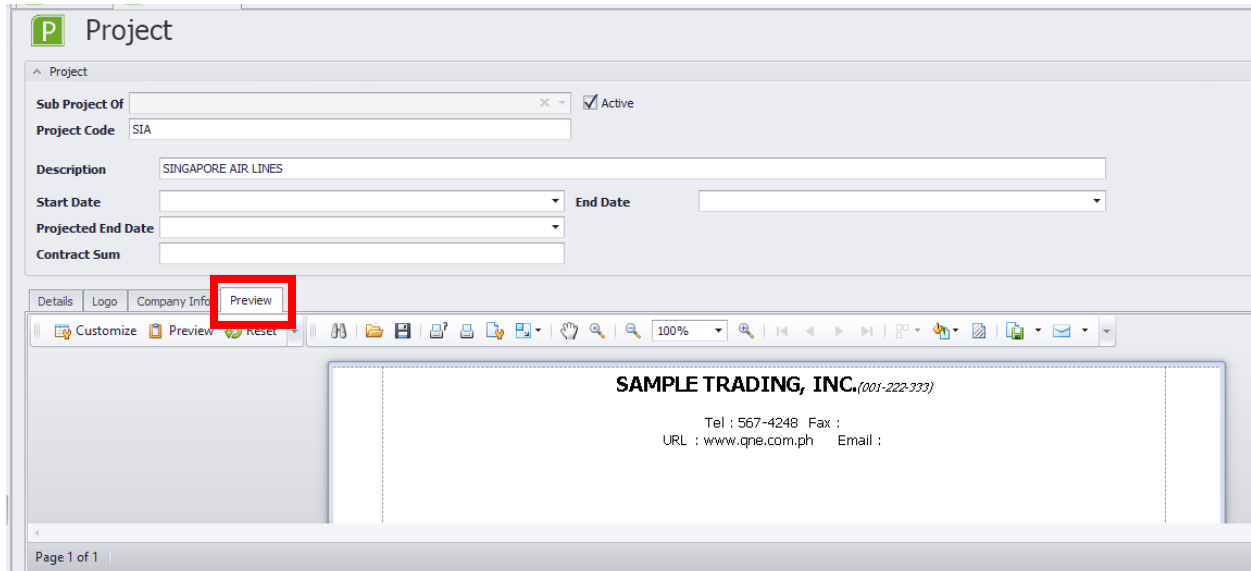 P Project
Project
Sub Project Of Active
Project Code SIA
Description SINGAPORE AIR LINES
Start Date End Date
Projected End Date
Contract Sum
Details Logo Company Info Preview
Customize Preview Reset 100%
SAMPLE TRADING, INC.(001-222-333)
Tel : 567-4248 Fax :
URL : www.qne.com.ph Email :
Page 1 of 1